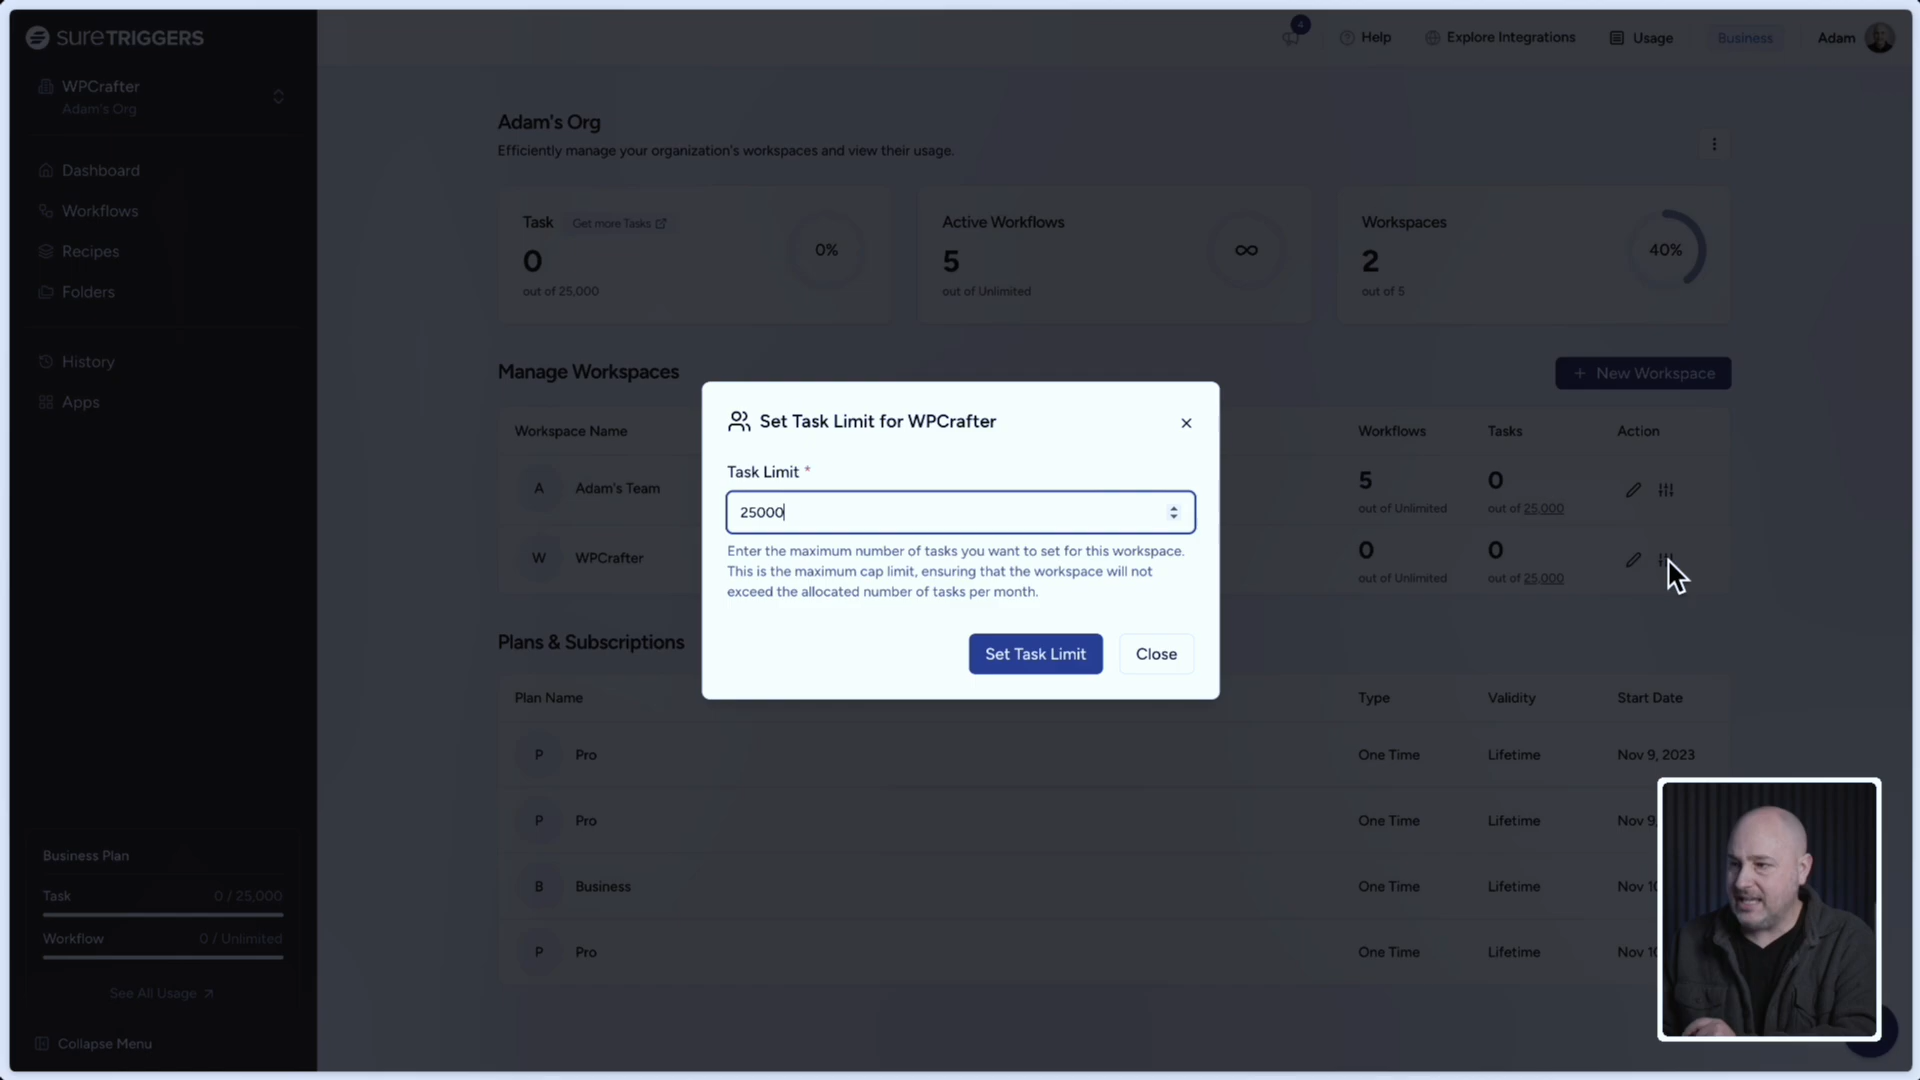 sureTRIGGERS
4
Help
Explore Integrations
Usage
Business
Adam
WPCrafter
Adam's Org
Dashboard
Workflows
Recipes
Folders
History
Apps
Business Plan
Task 0 / 25,000
Workflow 0 / Unlimited
See All Usage
Collapse Menu
Adam's Org
Efficiently manage your organization's workspaces and view their usage.
Task Get more Tasks
0
out of 25,000
0%
Active Workflows
5
out of Unlimited
∞
Workspaces
2
out of 5
40%
Manage Workspaces
+ New Workspace
Workspace Name Workflows Tasks Action
A Adam's Team 5 0
out of Unlimited out of 25,000
W WPCrafter 0 0
out of Unlimited out of 25,000
Set Task Limit for WPCrafter
Task Limit *
25000
Enter the maximum number of tasks you want to set for this workspace.
This is the maximum cap limit, ensuring that the workspace will not
exceed the allocated number of tasks per month.
Set Task Limit
Close
Plans & Subscriptions
Plan Name Type Validity Start Date
P Pro One Time Lifetime Nov 9, 2023
P Pro One Time Lifetime Nov 9,
B Business One Time Lifetime Nov 10
P Pro One Time Lifetime Nov 10